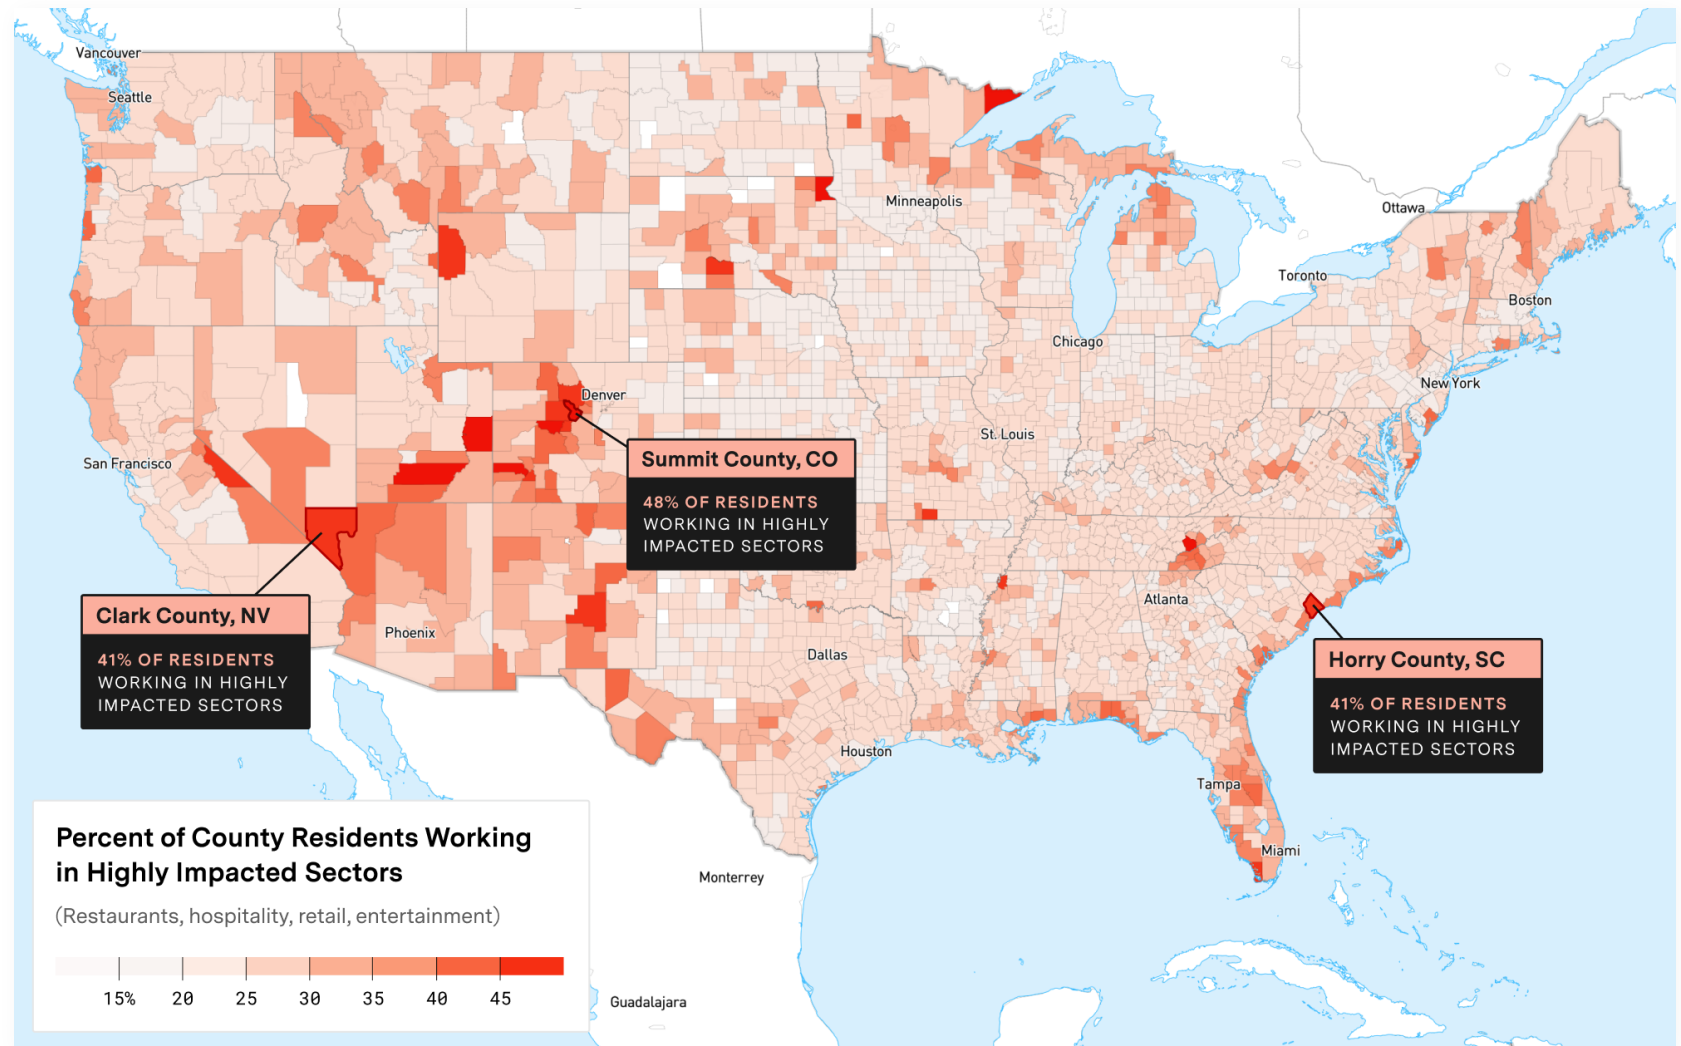 Vancouver
Seattle
Minneapolis
Ottawa
Toronto
Boston
Chicago
New York
Denver
St. Louis
San Francisco
Summit County, CO
48% OF RESIDENTS
WORKING IN HIGHLY
IMPACTED SECTORS
Clark County, NV
41% OF RESIDENTS
WORKING IN HIGHLY
IMPACTED SECTORS
Phoenix
Atlanta
Dallas
Horry County, SC
41% OF RESIDENTS
WORKING IN HIGHLY
IMPACTED SECTORS
Houston
Tampa
Miami
Monterrey
Guadalajara
Percent of County Residents Working
in Highly Impacted Sectors
(Restaurants, hospitality, retail, entertainment)
15% 20 25 30 35 40 45